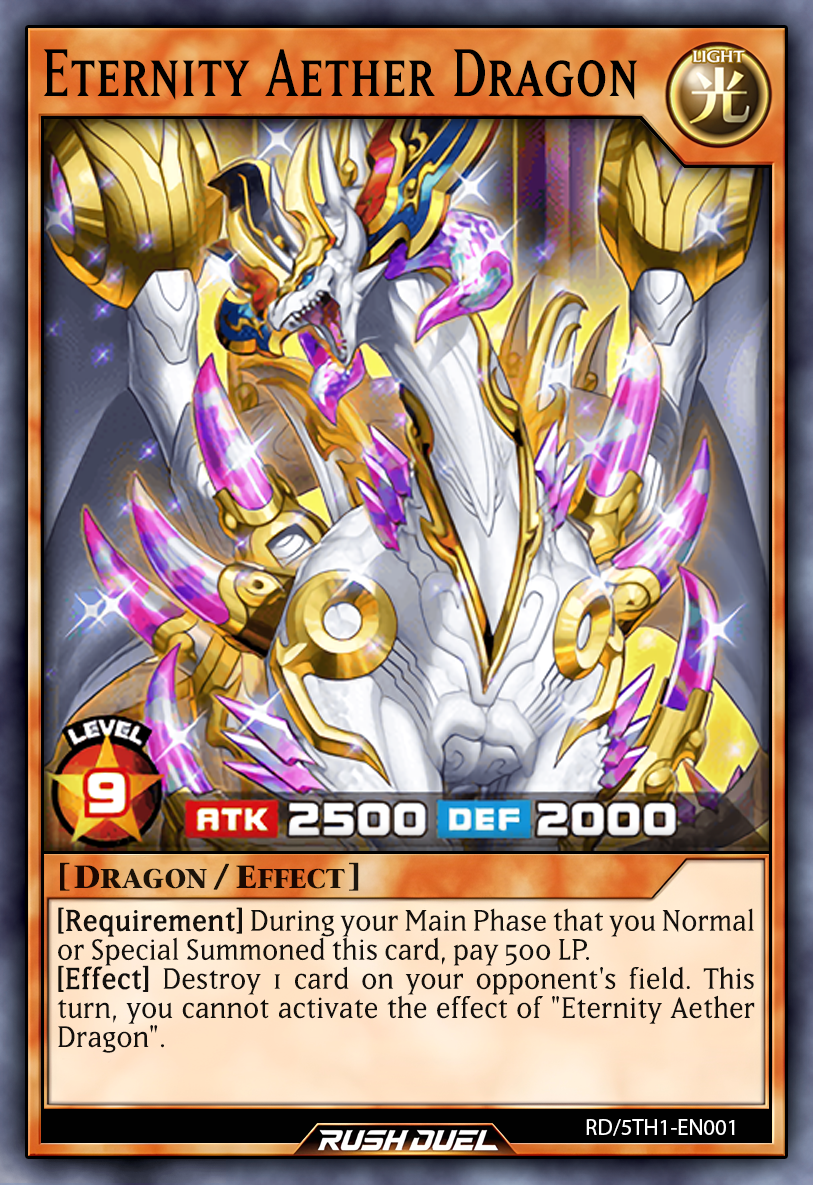 Eternity Aether Dragon
LIGHT
光
LEVEL
9
ATK 2500 DEF 2000
[Dragon / Effect]
[Requirement] During your Main Phase that you Normal
or Special Summoned this card, pay 500 LP.
[Effect] Destroy 1 card on your opponent's field. This
turn, you cannot activate the effect of "Eternity Aether
Dragon".
RD/5TH1-EN001
RUSH DUEL